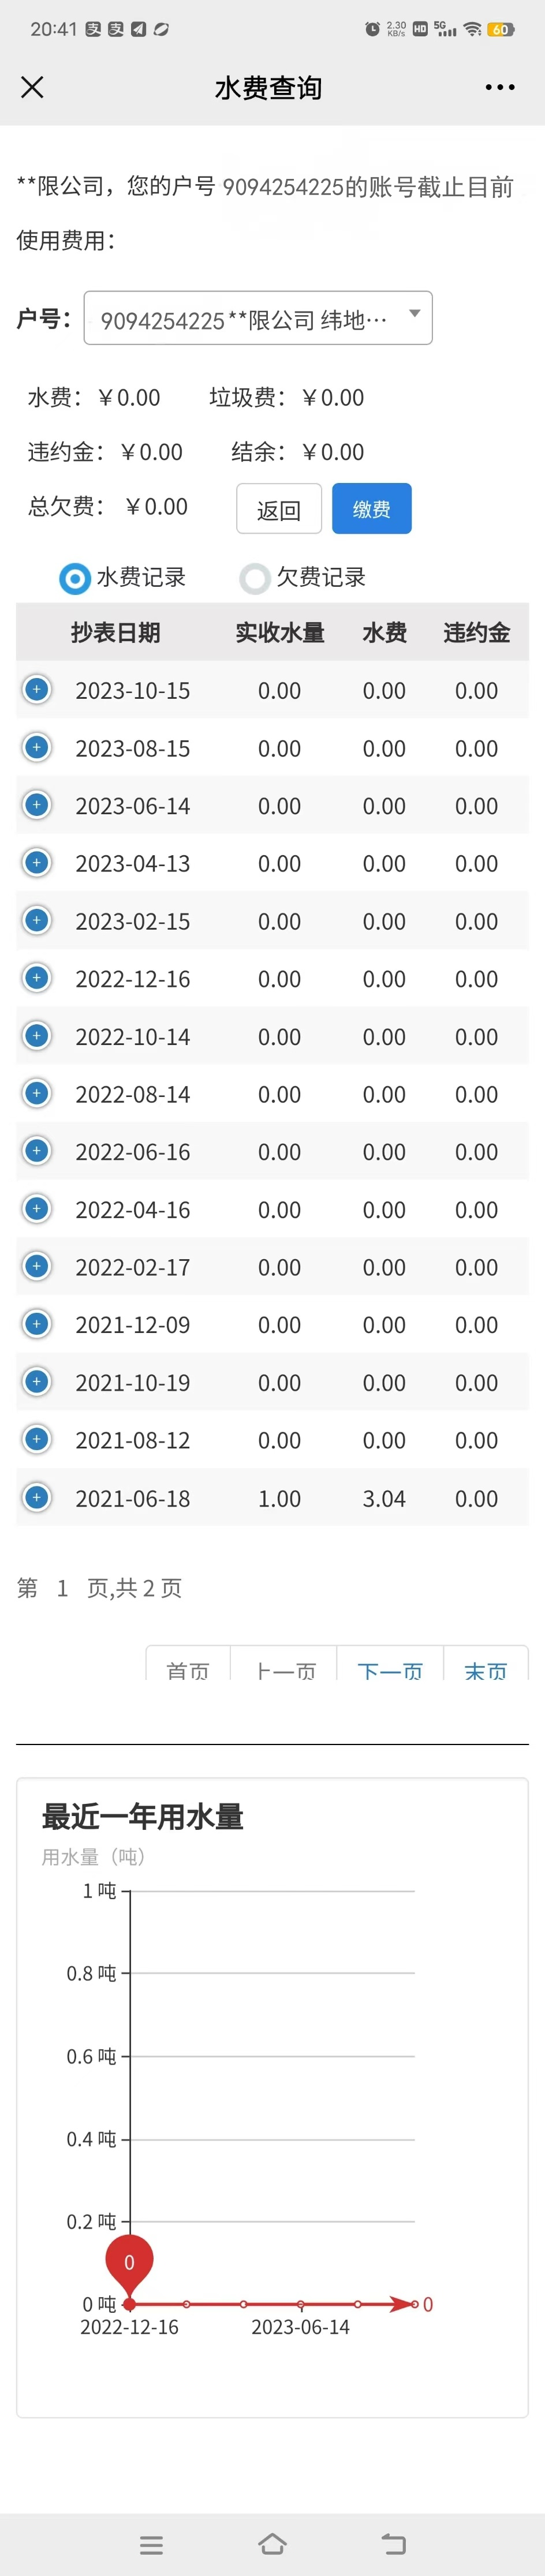 20:41 支 支 2.30 KB/s HD 5G 60
水费查询
**限公司，您的户号 9094254225的账号截止目前
使用费用：
户号： 9094254225**限公司 纬地…
水费：￥0.00 垃圾费：￥0.00
违约金：￥0.00 结余：￥0.00
总欠费： ￥0.00 返回 缴费
水费记录 欠费记录
抄表日期 实收水量 水费 违约金
+ 2023-10-15 0.00 0.00 0.00
+ 2023-08-15 0.00 0.00 0.00
+ 2023-06-14 0.00 0.00 0.00
+ 2023-04-13 0.00 0.00 0.00
+ 2023-02-15 0.00 0.00 0.00
+ 2022-12-16 0.00 0.00 0.00
+ 2022-10-14 0.00 0.00 0.00
+ 2022-08-14 0.00 0.00 0.00
+ 2022-06-16 0.00 0.00 0.00
+ 2022-04-16 0.00 0.00 0.00
+ 2022-02-17 0.00 0.00 0.00
+ 2021-12-09 0.00 0.00 0.00
+ 2021-10-19 0.00 0.00 0.00
+ 2021-08-12 0.00 0.00 0.00
+ 2021-06-18 1.00 3.04 0.00
第 1 页,共 2 页
首页 上一页 下一页 末页
最近一年用水量
用水量（吨）
1 吨
0.8 吨
0.6 吨
0.4 吨
0.2 吨
0
0 吨 0
2022-12-16 2023-06-14